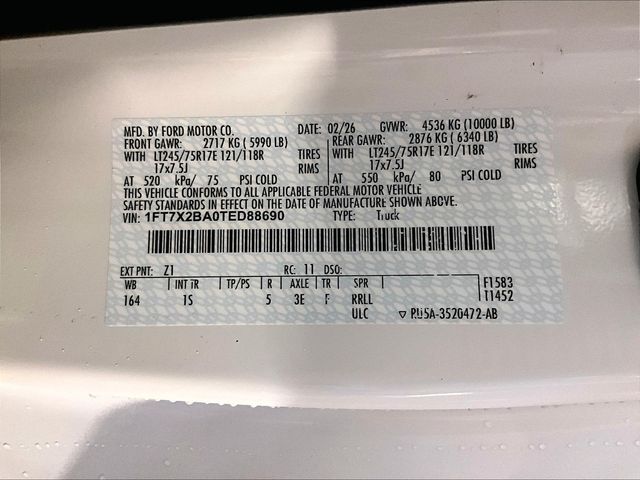 MFD. BY FORD MOTOR CO. DATE: 02/26 GVWR: 4536 KG (10000 LB)
FRONT GAWR: 2717 KG ( 5990 LB) REAR GAWR: 2876 KG ( 6340 LB)
WITH LT245/75R17E 121/118R TIRES WITH LT245/75R17E 121/118R TIRES
17x7.5J RIMS 17x7.5J RIMS
AT 520 kPa/ 75 PSI COLD AT 550 kPa/ 80 PSI COLD
THIS VEHICLE CONFORMS TO ALL APPLICABLE FEDERAL MOTOR VEHICLE
SAFETY STANDARDS IN EFFECT ON THE DATE OF MANUFACTURE SHOWN ABOVE.
VIN: 1FT7X2BA0TED88690 TYPE: Truck
EXT PNT: Z1 RC: 11 DSO:
WB INT TR TP/PS R AXLE TR SPR F1583
164 1S 5 3E F RRLL T1452
ULC ▽ PU5A-3520472-AB